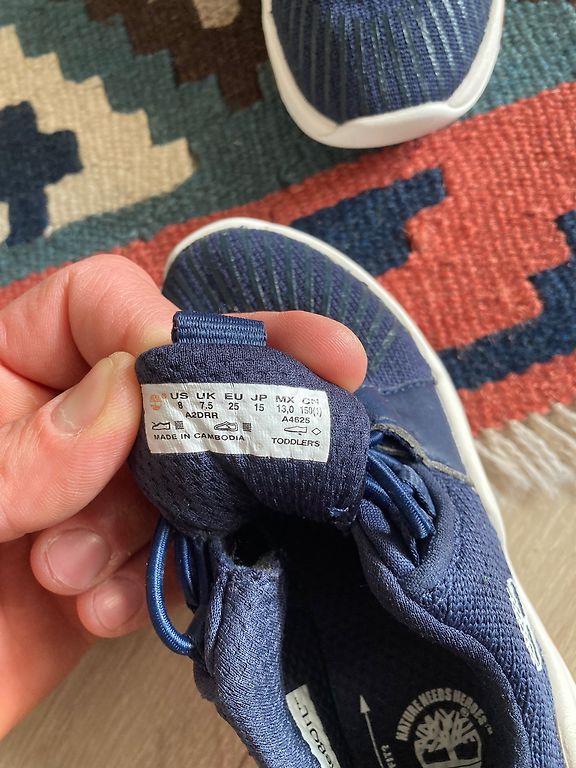 US UK EU JP MX CN
8 7.5 25 15 13,0 150(1)
A2DRR A4625
MADE IN CAMBODIA TODDLER'S
NATURE NEEDS HEROES™